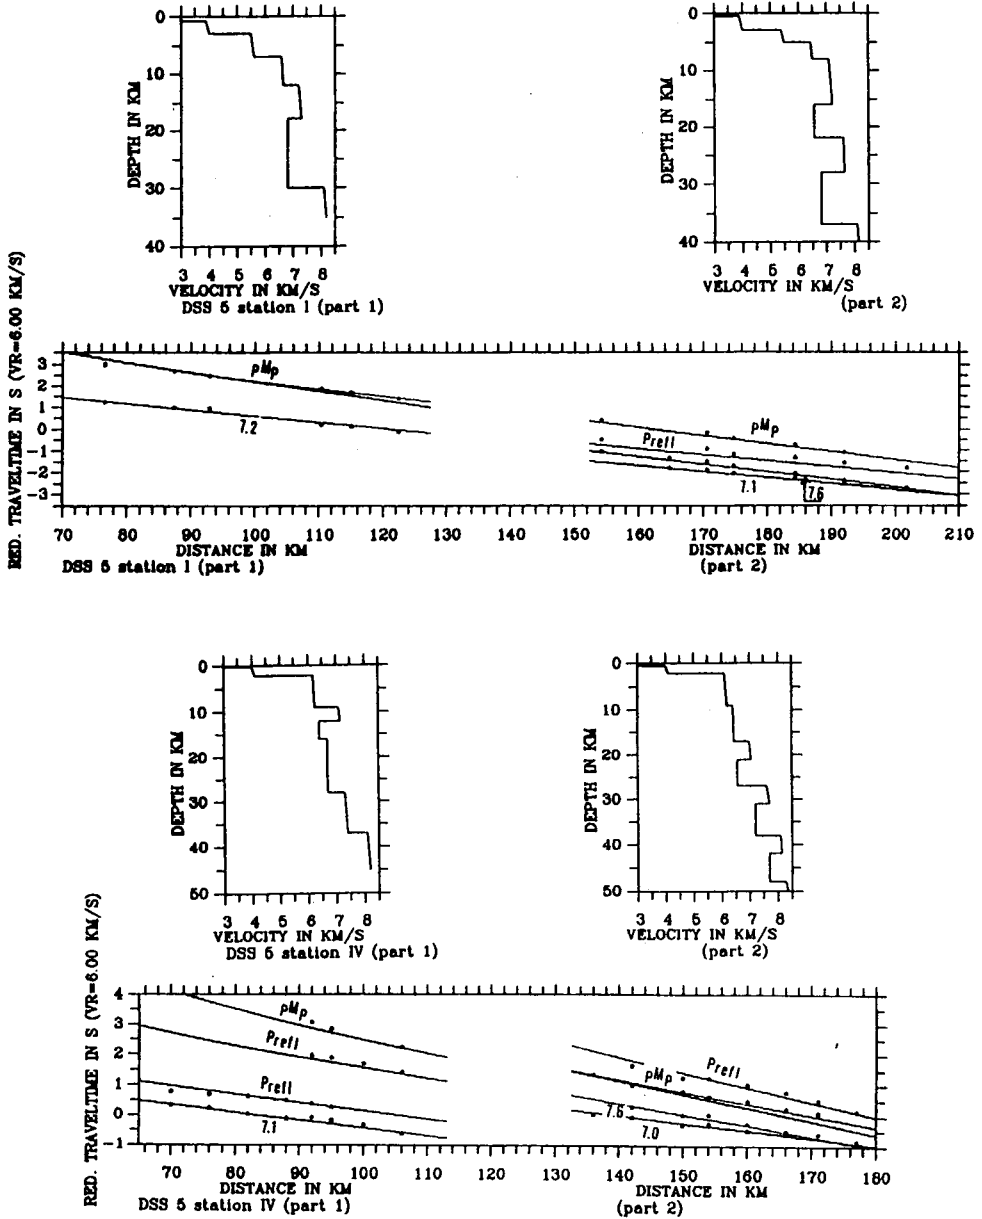 0
10
20
30
40
DEPTH IN KM
3 4 5 6 7 8
VELOCITY IN KM/S
DSS 5 station I (part 1)
0
10
20
30
40
DEPTH IN KM
3 4 5 6 7 8
VELOCITY IN KM/S
(part 2)
RED. TRAVELTIME IN S (VR=6.00 KM/S)
3
2
1
0
-1
-2
-3
pMp
7.2
pMp
Prefl
7.1
7.6
70 80 90 100 110 120 130 140 150 160 170 180 190 200 210
DISTANCE IN KM
DISTANCE IN KM
DSS 5 station I (part 1)
(part 2)
0
10
20
30
40
50
DEPTH IN KM
3 4 5 6 7 8
VELOCITY IN KM/S
DSS 5 station IV (part 1)
0
10
20
30
40
50
DEPTH IN KM
3 4 5 6 7 8
VELOCITY IN KM/S
(part 2)
RED. TRAVELTIME IN S (VR=6.00 KM/S)
4
3
2
1
0
-1
pMp
Prefl
Prefl
7.1
Prefl
pMp
7.6
7.0
70 80 90 100 110 120 130 140 150 160 170 180
DISTANCE IN KM
DISTANCE IN KM
DSS 5 station IV (part 1)
(part 2)